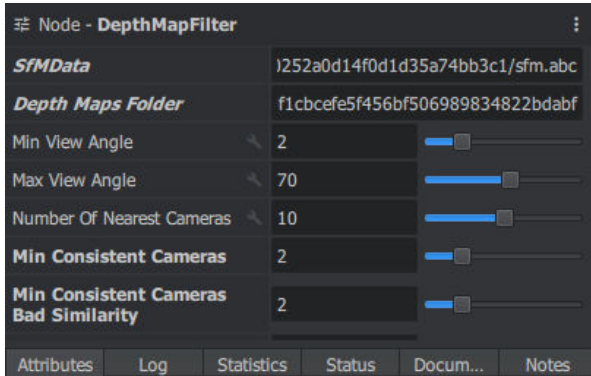 Node - DepthMapFilter
SfMData )252a0d14f0d1d35a74bb3c1/sfm.abc
Depth Maps Folder f1cbcefe5f456bf506989834822bdabf
Min View Angle 2
Max View Angle 70
Number Of Nearest Cameras 10
Min Consistent Cameras 2
Min Consistent Cameras
Bad Similarity 2
Attributes Log Statistics Status Docum... Notes